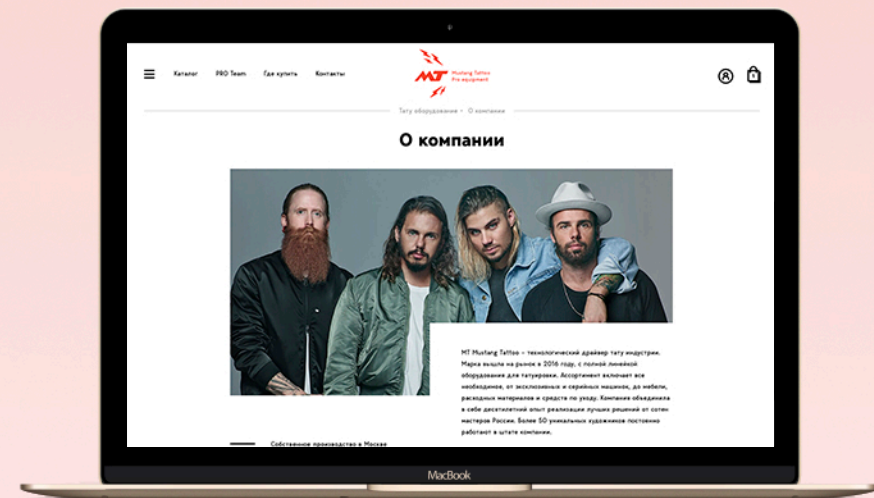 Каталог PRO Team Где купить Контакты
MT Mustang Tattoo
Pro equipment
Тату оборудование › О компании
О компании
MT Mustang Tattoo – технологический драйвер тату индустрии.
Марка вышла на рынок в 2016 году, с полной линейкой
оборудования для татуировки. Ассортимент включает все
необходимое, от эксклюзивных и серийных машинок, до мебели,
расходных материалов и средств по уходу. Компания объединила
в себе десятилетний опыт реализации лучших решений от сотен
мастеров России. Более 50 уникальных художников постоянно
работают в штате компании.
Собственное производство в Москве
MacBook